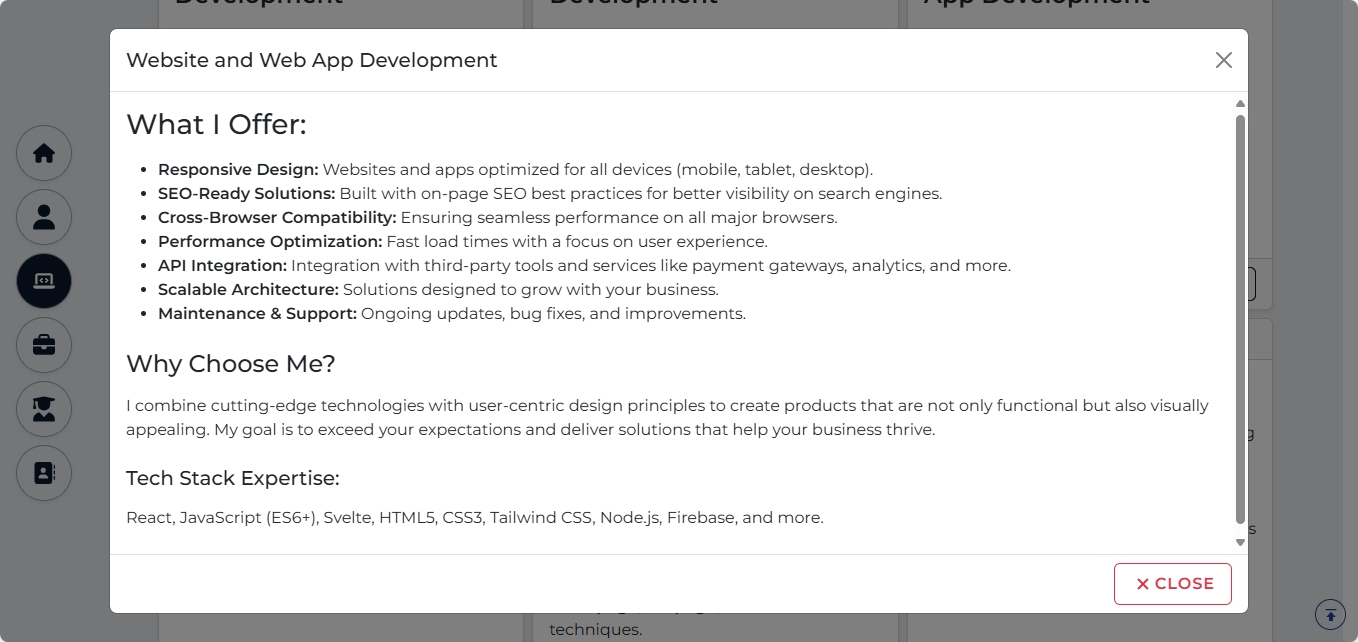 Development
Development
App Development
Website and Web App Development
What I Offer:
• Responsive Design: Websites and apps optimized for all devices (mobile, tablet, desktop).
• SEO-Ready Solutions: Built with on-page SEO best practices for better visibility on search engines.
• Cross-Browser Compatibility: Ensuring seamless performance on all major browsers.
• Performance Optimization: Fast load times with a focus on user experience.
• API Integration: Integration with third-party tools and services like payment gateways, analytics, and more.
• Scalable Architecture: Solutions designed to grow with your business.
• Maintenance & Support: Ongoing updates, bug fixes, and improvements.
Why Choose Me?
I combine cutting-edge technologies with user-centric design principles to create products that are not only functional but also visually
appealing. My goal is to exceed your expectations and deliver solutions that help your business thrive.
Tech Stack Expertise:
React, JavaScript (ES6+), Svelte, HTML5, CSS3, Tailwind CSS, Node.js, Firebase, and more.
CLOSE
techniques.